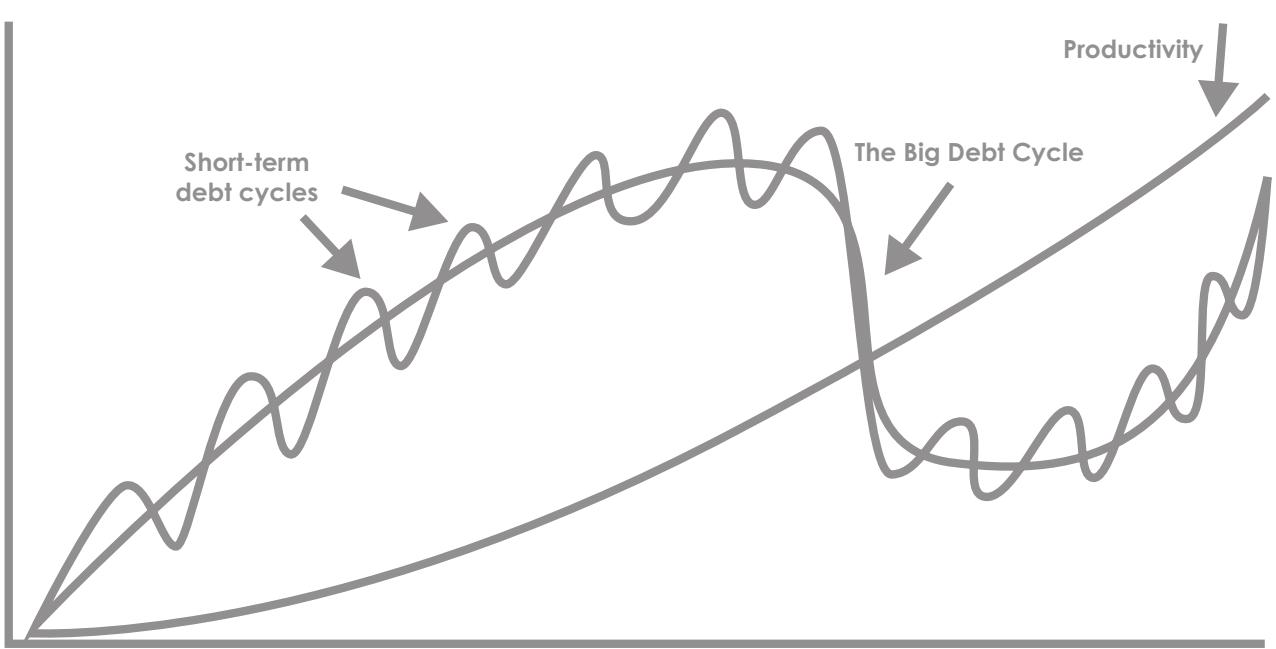 Productivity
Short-term
debt cycles
The Big Debt Cycle